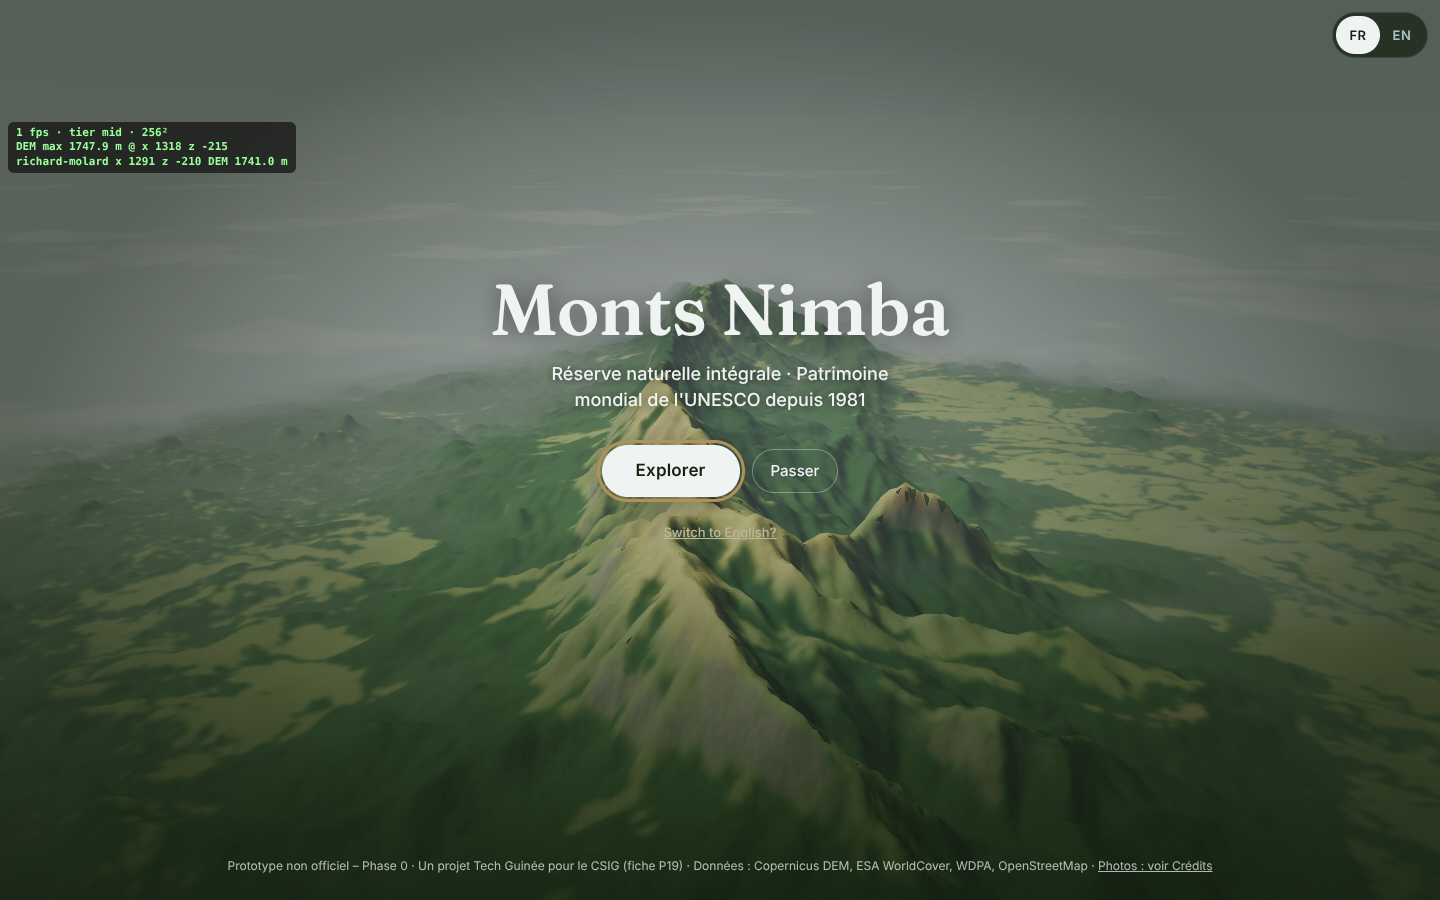 FR EN
1 fps · tier mid · 256²
DEM max 1747.9 m @ x 1318 z -215
richard-molard x 1291 z -210 DEM 1741.0 m
Monts Nimba
Réserve naturelle intégrale · Patrimoine
mondial de l'UNESCO depuis 1981
Explorer Passer
Switch to English?
Prototype non officiel – Phase 0 · Un projet Tech Guinée pour le CSIG (fiche P19) · Données : Copernicus DEM, ESA WorldCover, WDPA, OpenStreetMap · Photos : voir Crédits